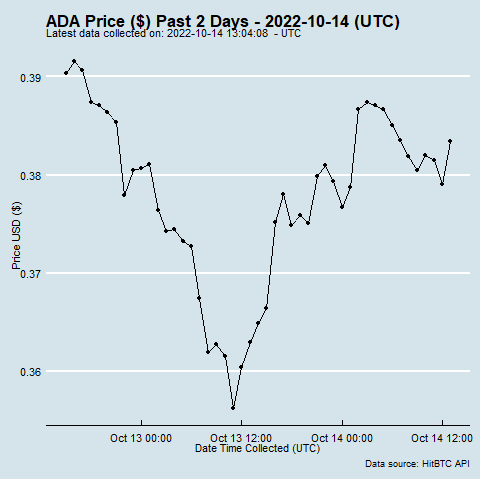 ADA Price ($) Past 2 Days - 2022-10-14 (UTC)
Latest data collected on: 2022-10-14 13:04:08 - UTC
0.39
0.38
0.37
0.36
Price USD ($)
Oct 13 00:00 Oct 13 12:00 Oct 14 00:00 Oct 14 12:00
Date Time Collected (UTC)
Data source: HitBTC API